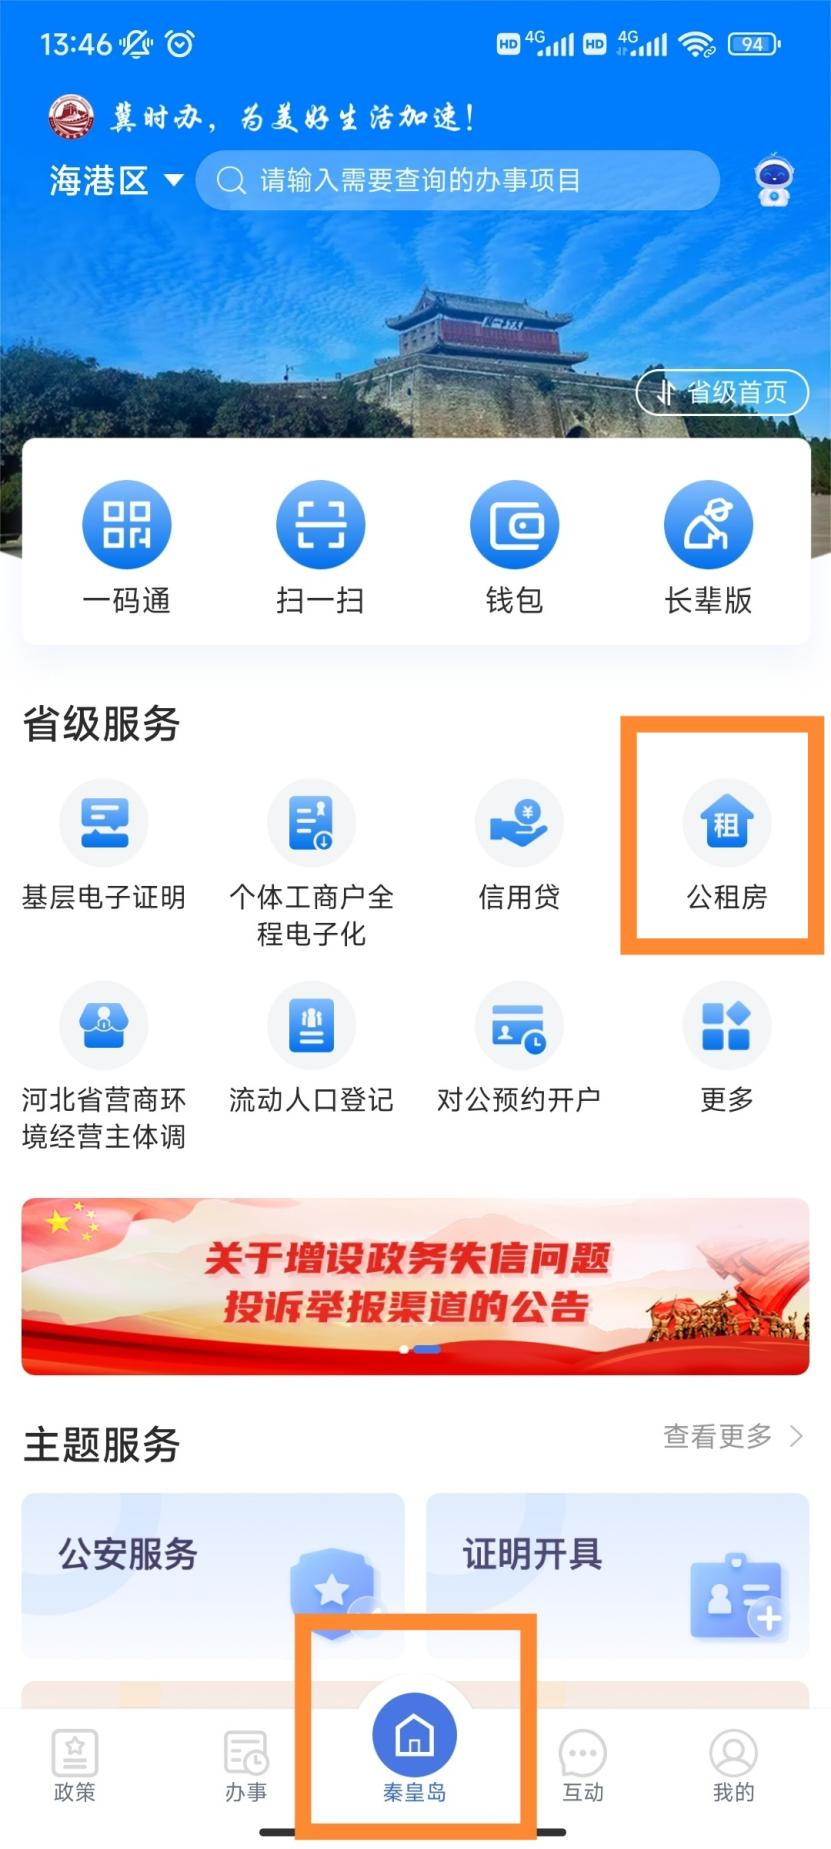 13:46
HD 4G HD 4G 94
冀时办，为美好生活加速！
海港区
请输入需要查询的办事项目
省级首页
一码通
扫一扫
钱包
长辈版
省级服务
租
基层电子证明
个体工商户全
程电子化
信用贷
公租房
河北省营商环
境经营主体调
流动人口登记
对公预约开户
更多
关于增设政务失信问题
投诉举报渠道的公告
主题服务
查看更多
公安服务
证明开具
政策
办事
秦皇岛
互动
我的